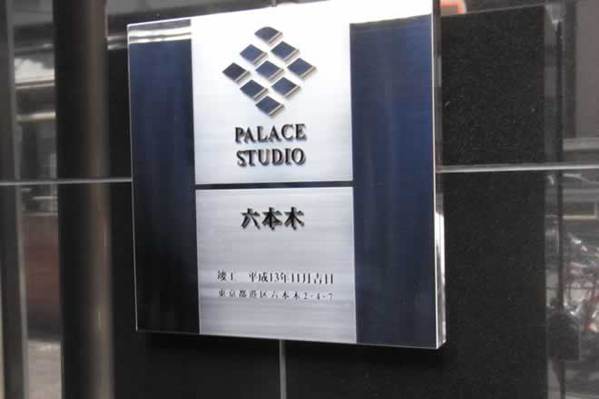 PALACE
STUDIO
六本木
竣工 平成13年11月吉日
東京都港区六本木2-4-7